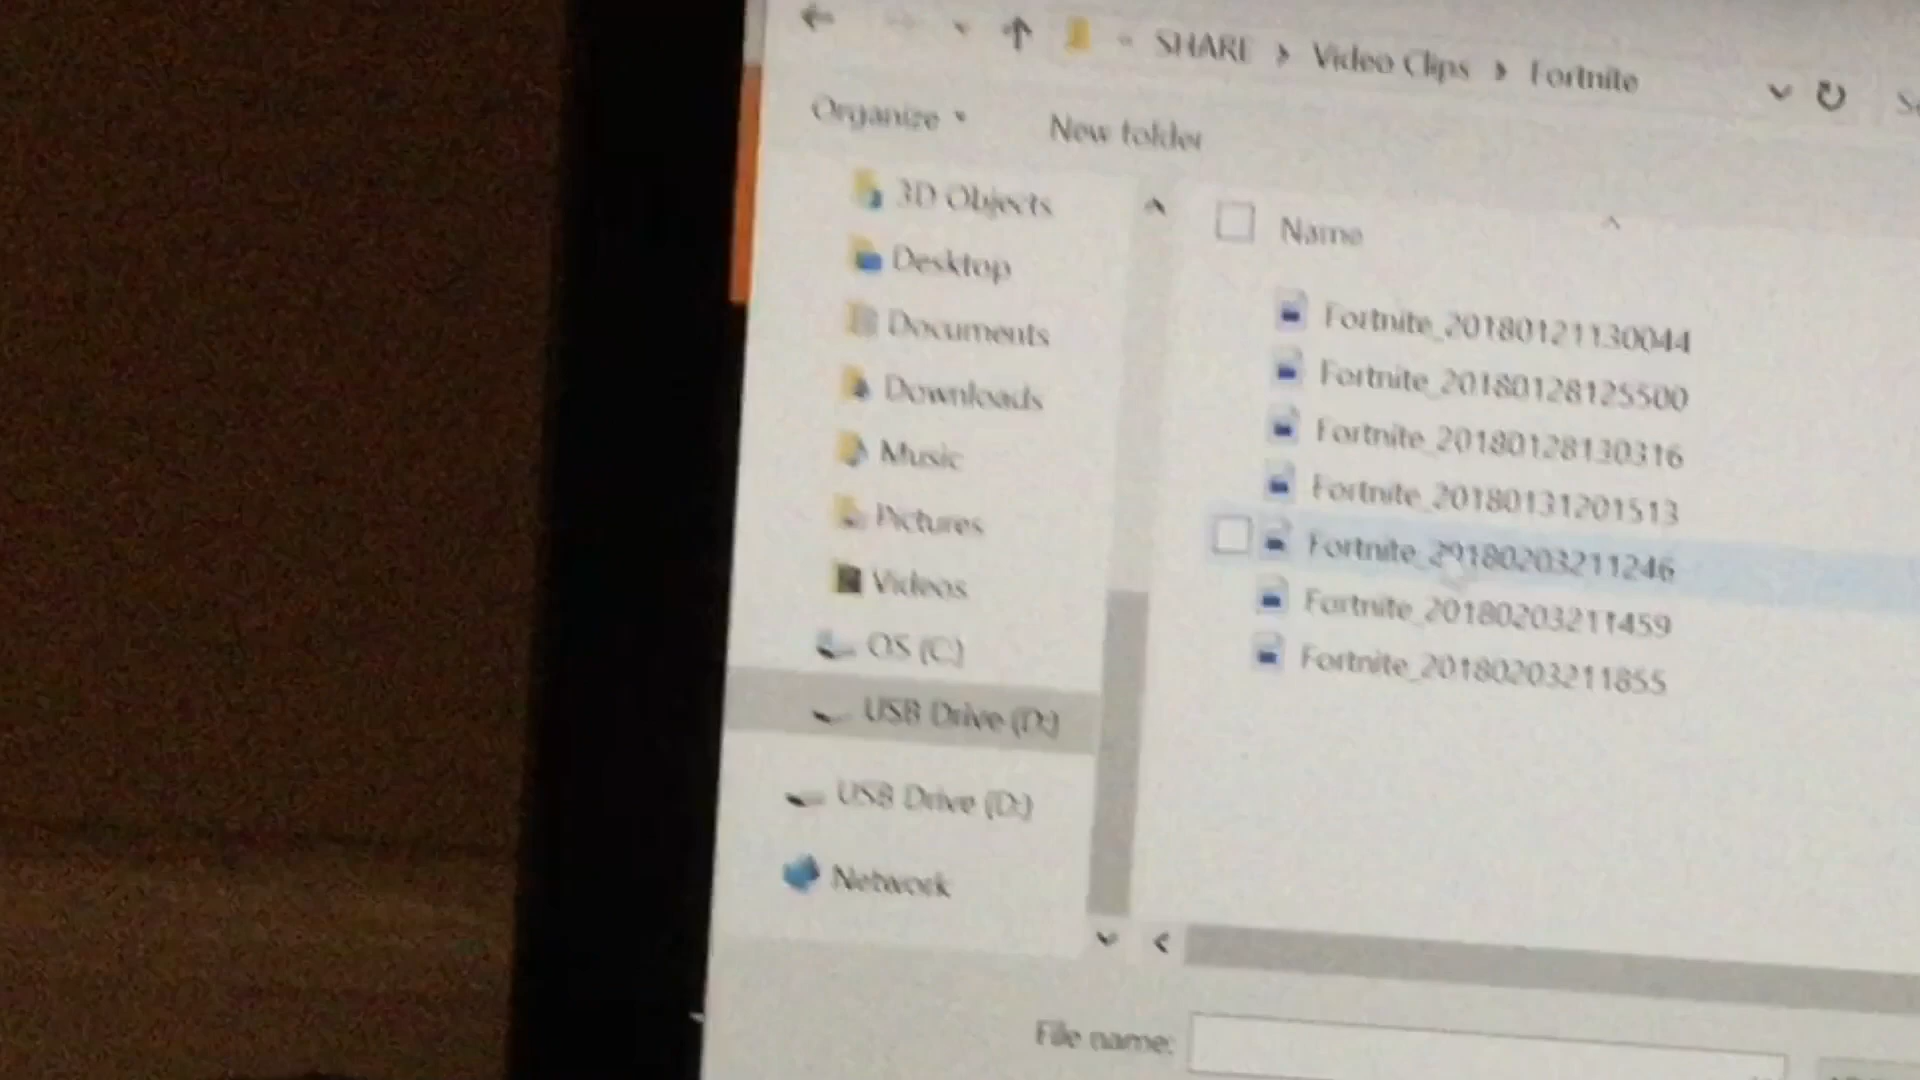 « SHARE › Video Clips › Fortnite
Organize
New folder
3D Objects
Desktop
Documents
Downloads
Music
Pictures
Videos
OS (C:)
USB Drive (D:)
USB Drive (D:)
Network
Name
Fortnite_20180121130044
Fortnite_20180128125500
Fortnite_20180128130316
Fortnite_20180131201513
Fortnite_20180203211246
Fortnite_20180203211459
Fortnite_20180203211855
File name: